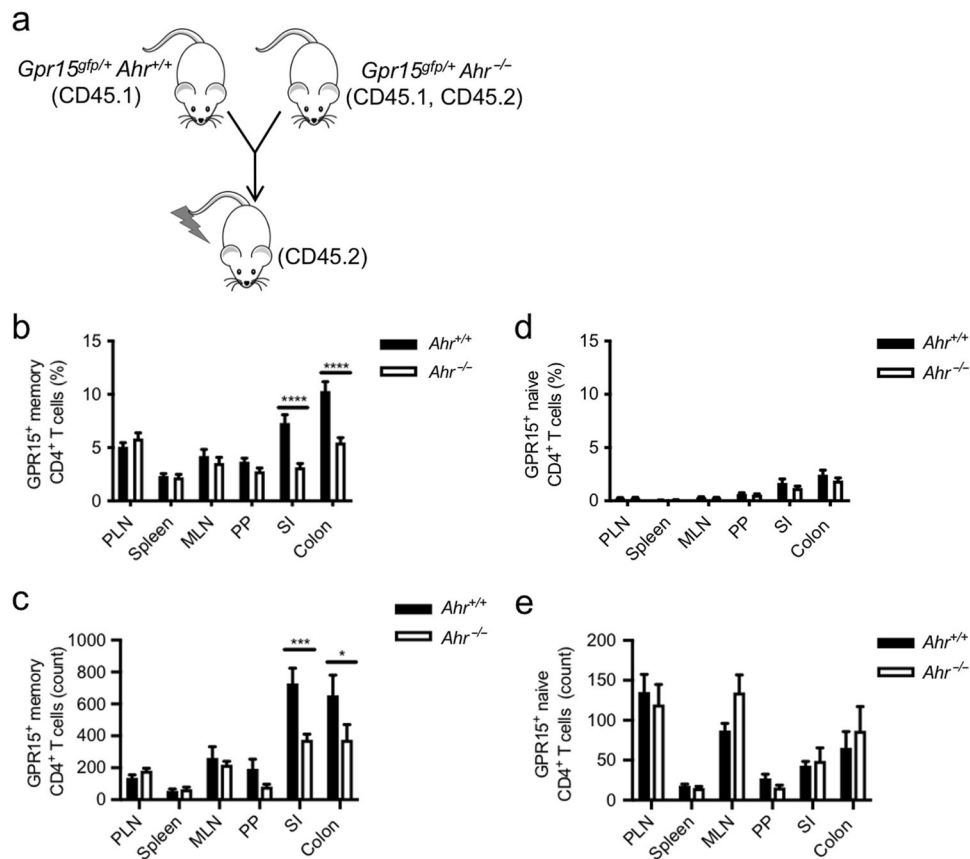 a
Gpr15^gfp/+ Ahr^+/+
(CD45.1)
Gpr15^gfp/+ Ahr^−/−
(CD45.1, CD45.2)
(CD45.2)
b
GPR15+ memory
CD4+ T cells (%)
15
10
5
0
****
****
Ahr+/+
Ahr−/−
PLN
Spleen
MLN
PP
SI
Colon
d
GPR15+ naive
CD4+ T cells (%)
15
10
5
0
Ahr+/+
Ahr−/−
PLN
Spleen
MLN
PP
SI
Colon
c
GPR15+ memory
CD4+ T cells (count)
1000
800
600
400
200
0
***
*
Ahr+/+
Ahr−/−
PLN
Spleen
MLN
PP
SI
Colon
e
GPR15+ naive
CD4+ T cells (count)
200
150
100
50
0
Ahr+/+
Ahr−/−
PLN
Spleen
MLN
PP
SI
Colon